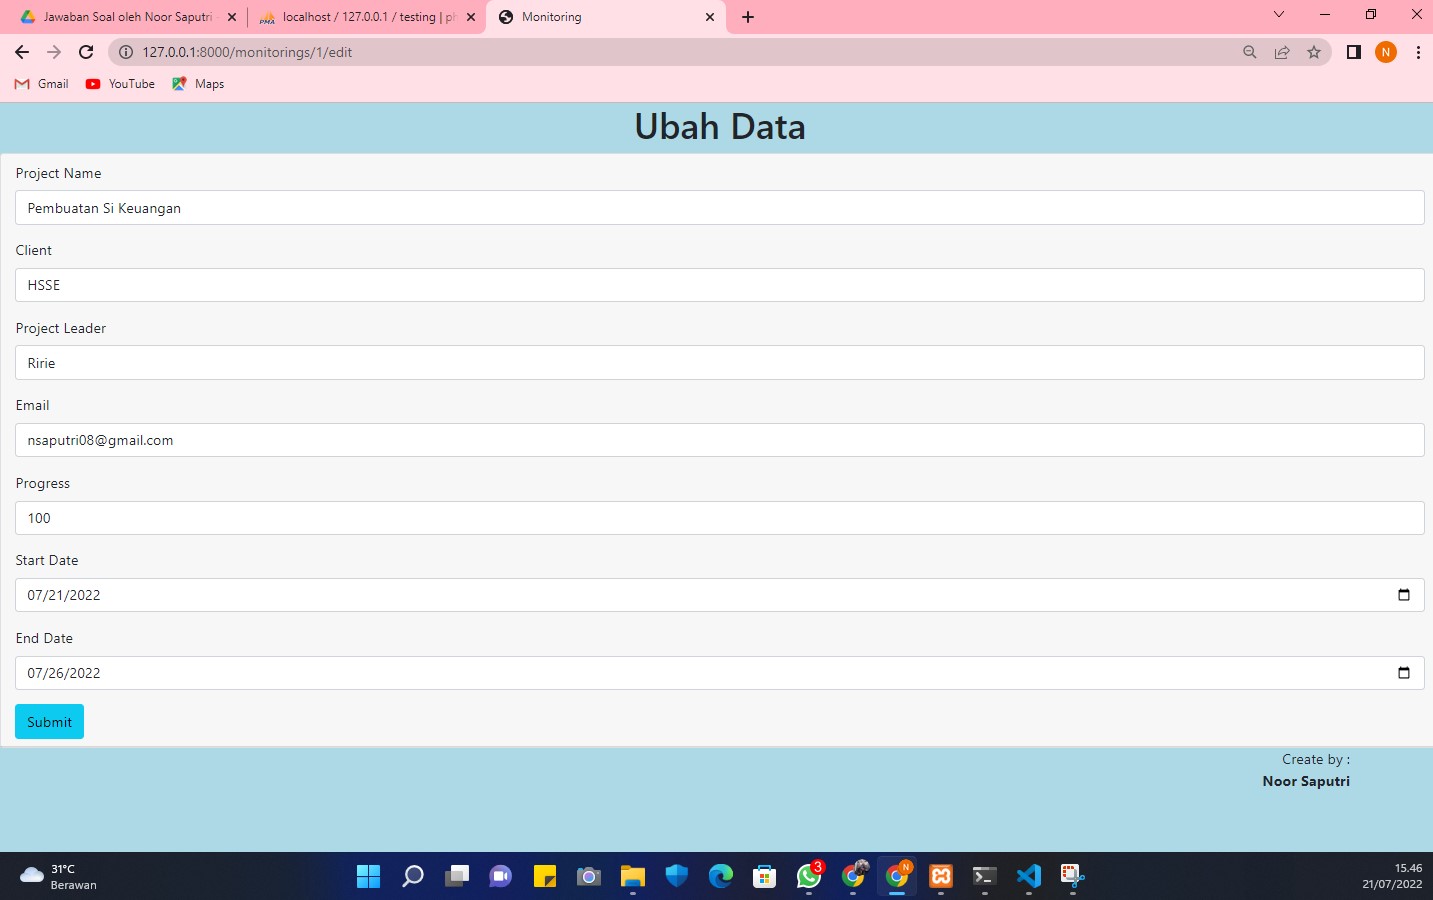 Jawaban Soal oleh Noor Saputri
localhost / 127.0.0.1 / testing | ph
Monitoring
127.0.0.1:8000/monitorings/1/edit
N
Gmail
YouTube
Maps
Ubah Data
Project Name
Pembuatan Si Keuangan
Client
HSSE
Project Leader
Ririe
Email
nsaputri08@gmail.com
Progress
100
Start Date
07/21/2022
End Date
07/26/2022
Submit
Create by :
Noor Saputri
31°C
Berawan
3
N
15.46
21/07/2022